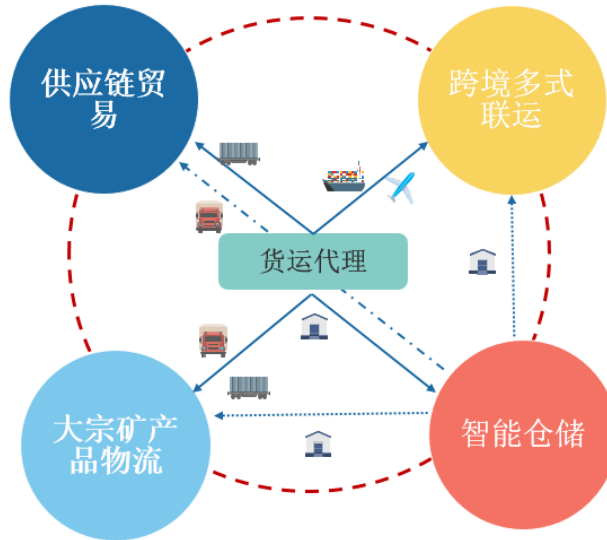 供应链贸
易
跨境多式
联运
货运代理
大宗矿产
品物流
智能仓储